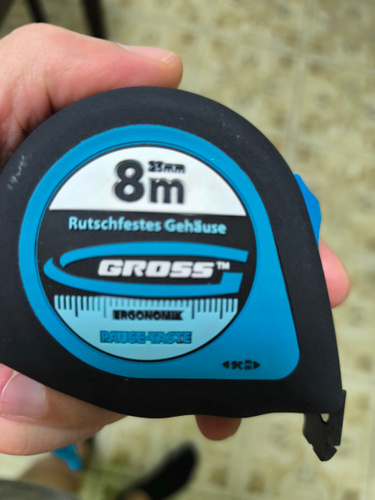 8m 25mm
Rutschfestes Gehäuse
GROSS™
ERGONOMIK
PAUSE-TASTE